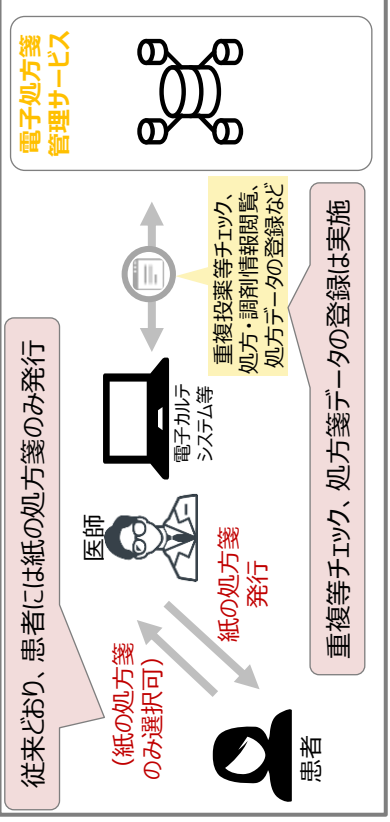 従来どおり、患者には紙の処方箋のみ発行
電子処方箋
管理サービス
医師
(紙の処方箋
のみ選択可)
紙の処方箋
発行
患者
電子カルテ
システム等
重複投薬等チェック、
処方・調剤情報閲覧、
処方データの登録など
重複等チェック、処方箋データの登録は実施